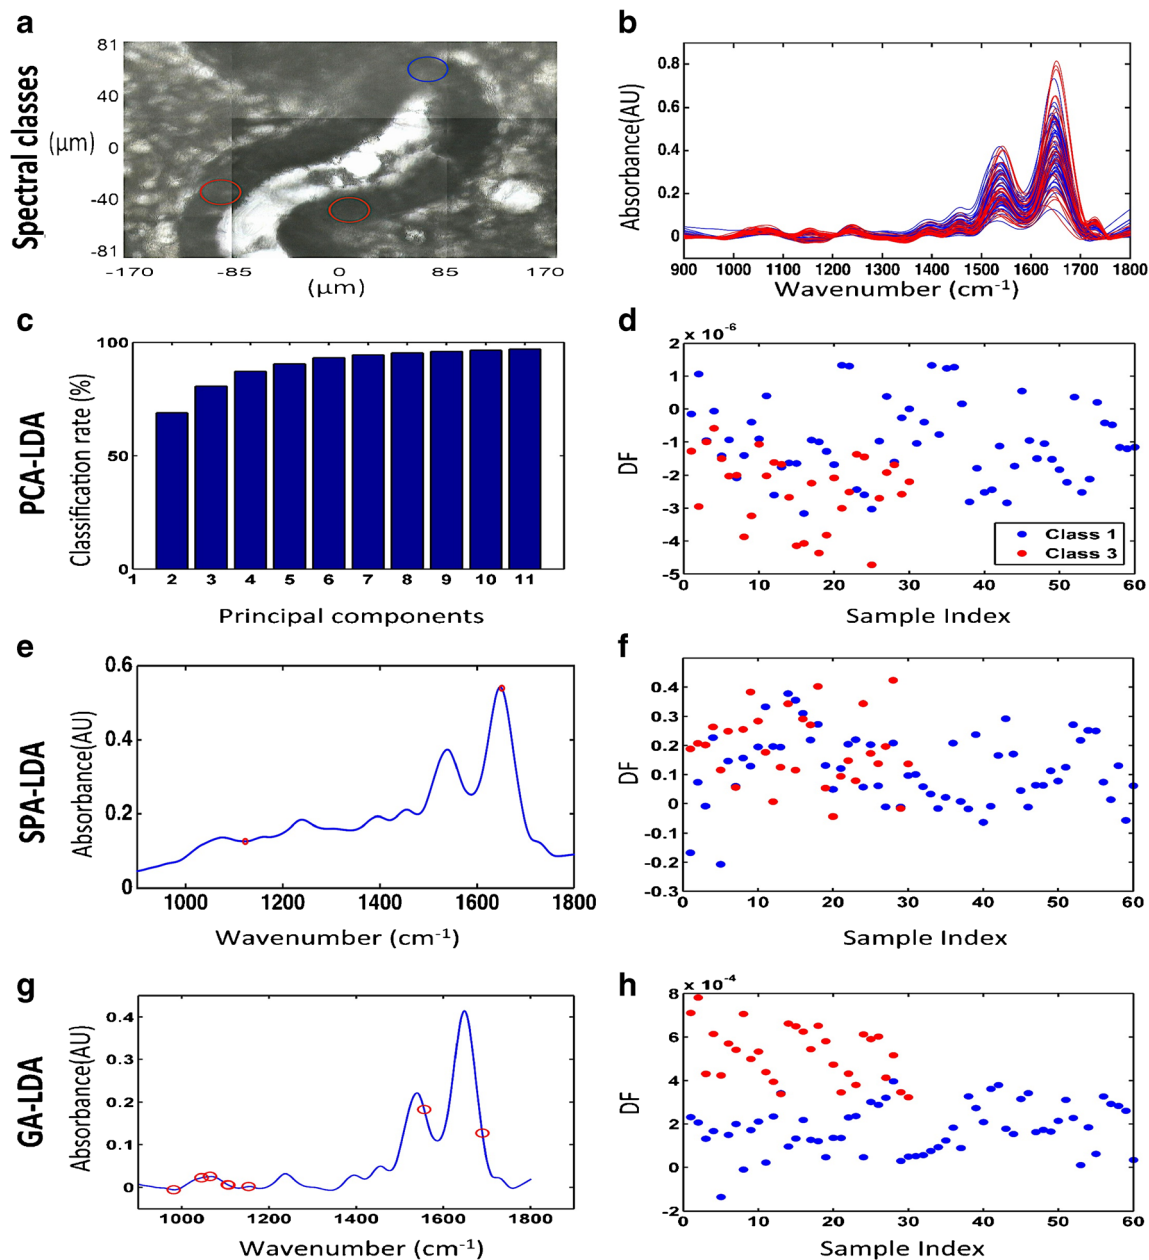 a
Spectral classes
81
40
0
-40
-81
(µm)
-170 -85 0 85 170
(µm)
b
Absorbance(AU)
0.8
0.6
0.4
0.2
0
900 1000 1100 1200 1300 1400 1500 1600 1700 1800
Wavenumber (cm-1)
c
PCA-LDA
Classification rate (%)
100
50
0
1 2 3 4 5 6 7 8 9 10 11
Principal components
d
x 10-6
DF
2
1
0
-1
-2
-3
-4
-5
Class 1
Class 3
0 10 20 30 40 50 60
Sample Index
e
SPA-LDA
Absorbance(AU)
0.6
0.4
0.2
0
1000 1200 1400 1600 1800
Wavenumber (cm-1)
f
DF
0.4
0.3
0.2
0.1
0
-0.1
-0.2
-0.3
0 10 20 30 40 50 60
Sample Index
g
GA-LDA
Absorbance(AU)
0.4
0.3
0.2
0.1
0
1000 1200 1400 1600 1800
Wavenumber (cm-1)
h
x 10-4
DF
8
6
4
2
0
-2
0 10 20 30 40 50 60
Sample Index